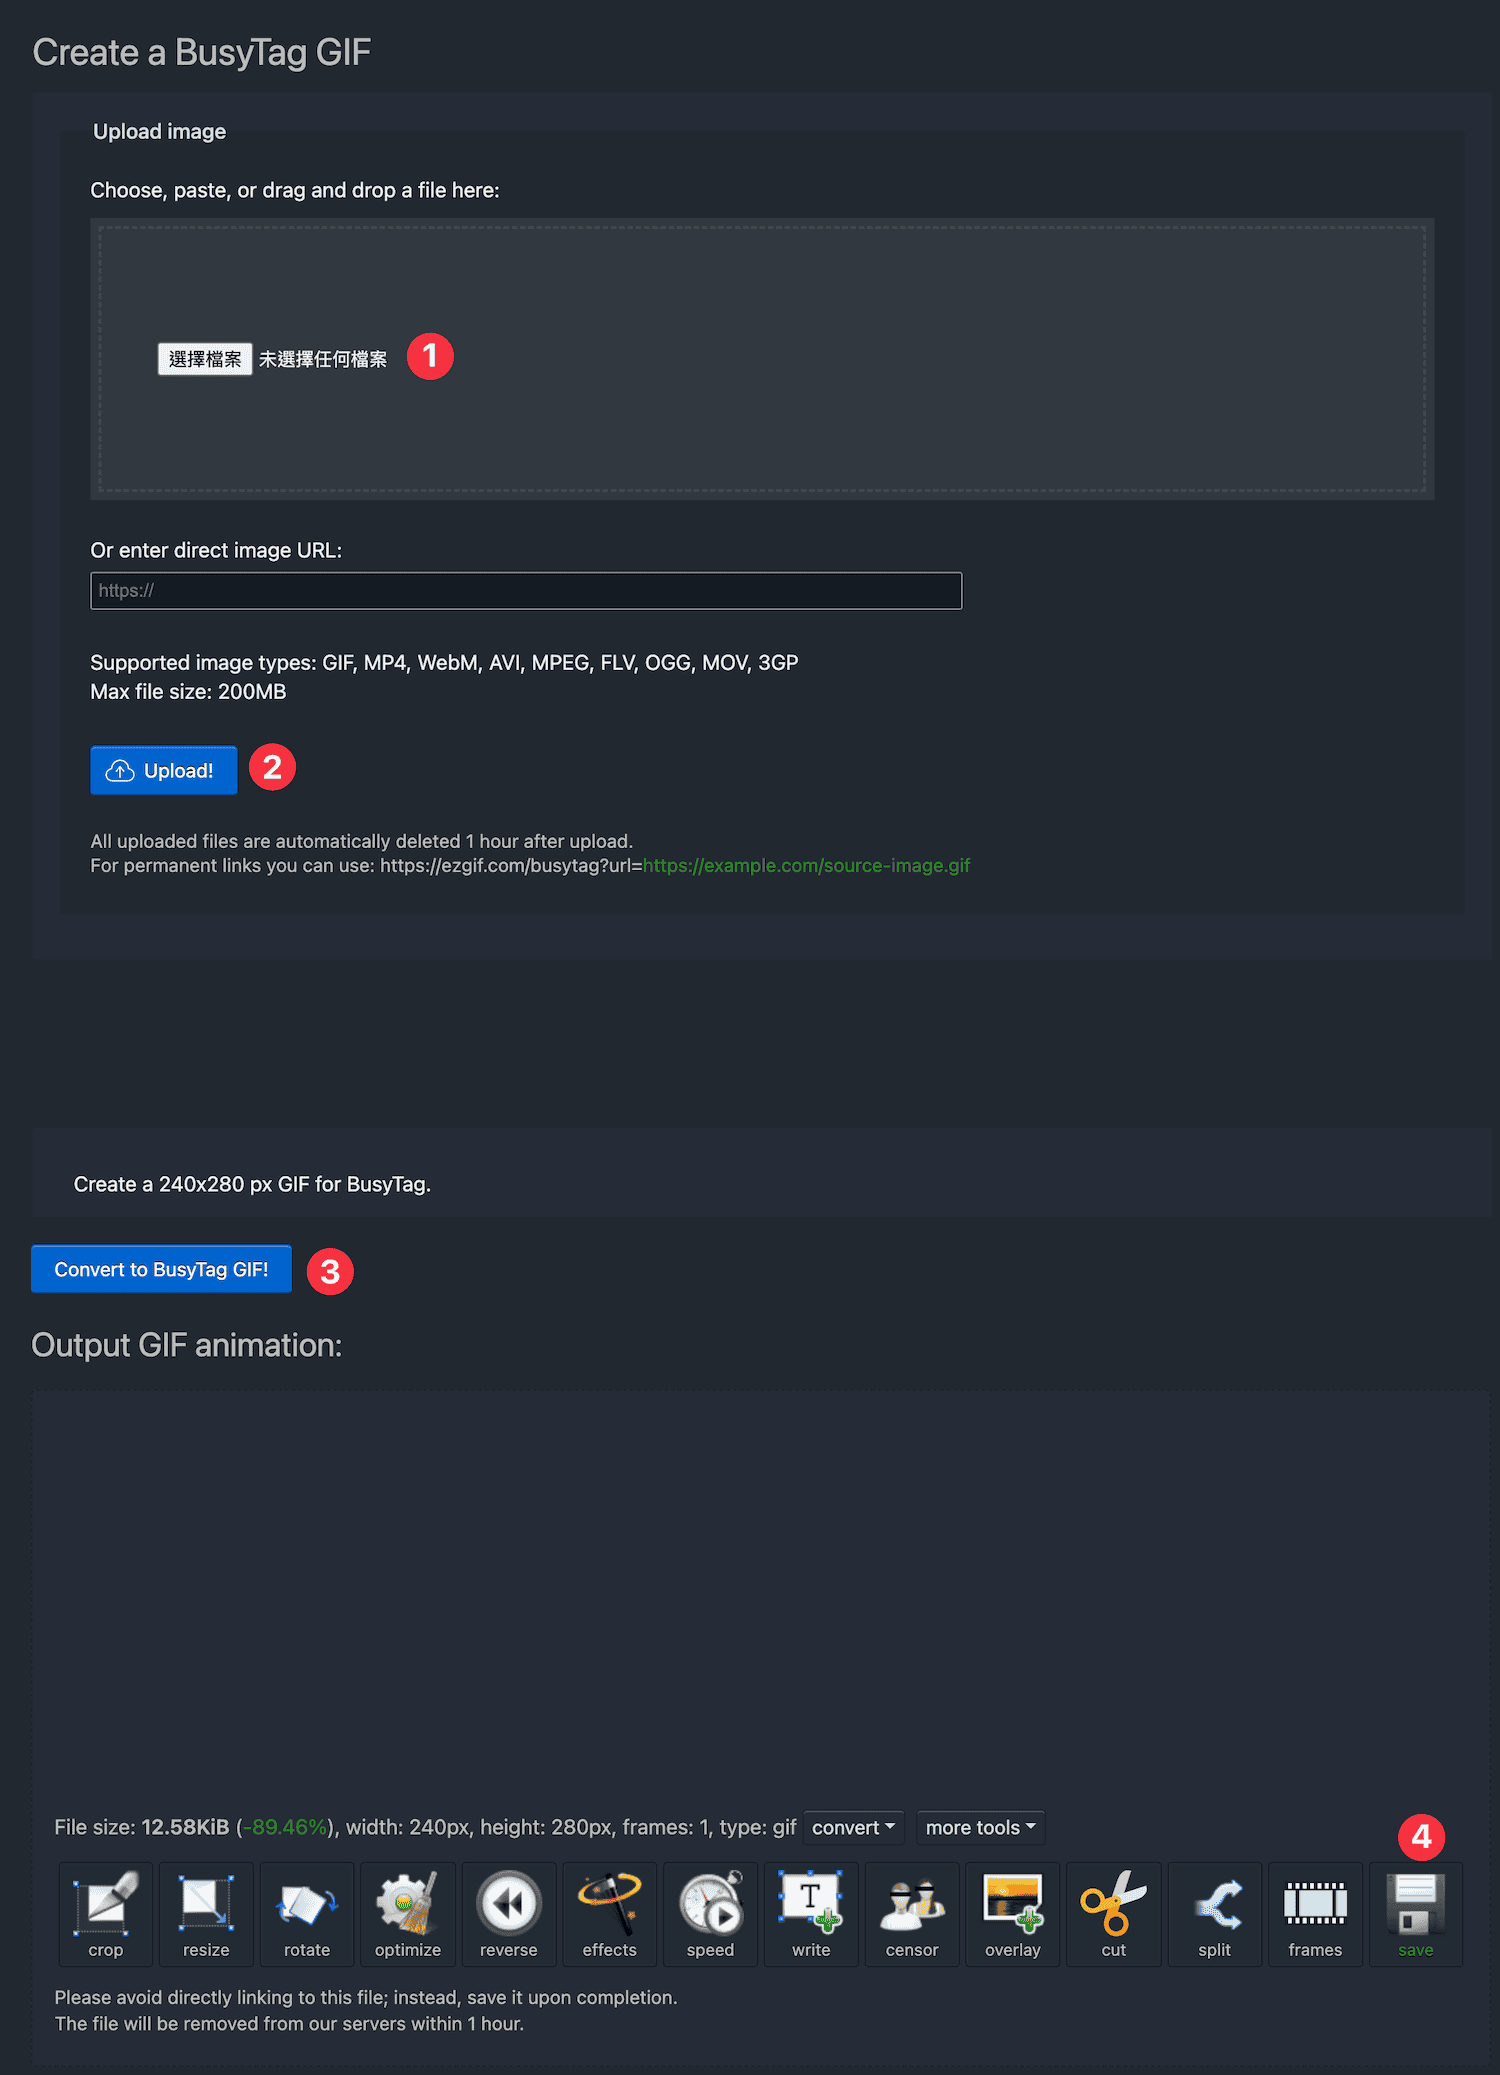 Create a BusyTag GIF
Upload image
Choose, paste, or drag and drop a file here:
選擇檔案 未選擇任何檔案 1
Or enter direct image URL:
https://
Supported image types: GIF, MP4, WebM, AVI, MPEG, FLV, OGG, MOV, 3GP
Max file size: 200MB
Upload! 2
All uploaded files are automatically deleted 1 hour after upload.
For permanent links you can use: https://ezgif.com/busytag?url=https://example.com/source-image.gif
Create a 240x280 px GIF for BusyTag.
Convert to BusyTag GIF! 3
Output GIF animation:
File size: 12.58KiB (-89.46%), width: 240px, height: 280px, frames: 1, type: gif convert more tools 4
T
crop resize rotate optimize reverse effects speed write censor overlay cut split frames save
Please avoid directly linking to this file; instead, save it upon completion.
The file will be removed from our servers within 1 hour.